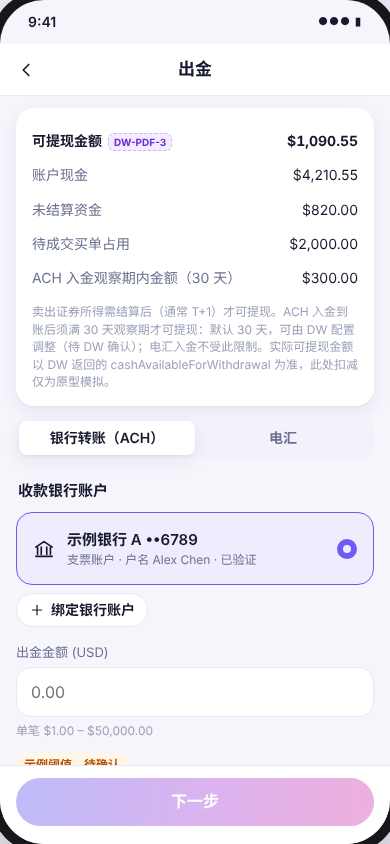 9:41
出金
可提现金额 DW-PDF-3 $1,090.55
账户现金 $4,210.55
未结算资金 $820.00
待成交买单占用 $2,000.00
ACH 入金观察期内金额（30 天） $300.00
卖出证券所得需结算后（通常 T+1）才可提现。ACH 入金到
账后须满 30 天观察期才可提现：默认 30 天，可由 DW 配置
调整（待 DW 确认）；电汇入金不受此限制。实际可提现金额
以 DW 返回的 cashAvailableForWithdrawal 为准，此处扣减
仅为原型模拟。
银行转账（ACH） 电汇
收款银行账户
示例银行 A ••6789
支票账户 · 户名 Alex Chen · 已验证
+ 绑定银行账户
出金金额 (USD)
0.00
单笔 $1.00 – $50,000.00
示例阈值，待确认
下一步